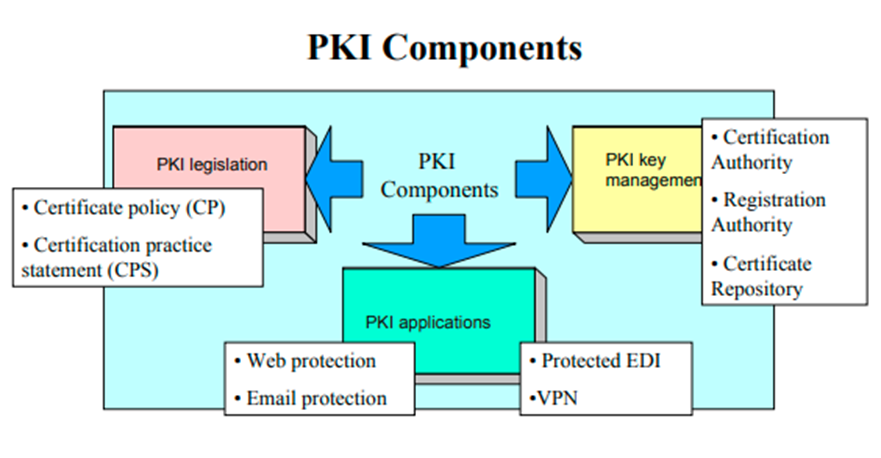 PKI Components
PKI legislation
• Certificate policy (CP)
• Certification practice
statement (CPS)
PKI
Components
PKI key
managemen
• Certification
Authority
• Registration
Authority
• Certificate
Repository
PKI applications
• Web protection
• Email protection
• Protected EDI
•VPN